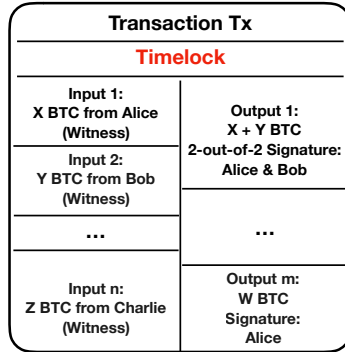 Transaction Tx
Timelock
Input 1:
X BTC from Alice
(Witness)
Input 2:
Y BTC from Bob
(Witness)
...
Input n:
Z BTC from Charlie
(Witness)
Output 1:
X + Y BTC
2-out-of-2 Signature:
Alice & Bob
...
Output m:
W BTC
Signature:
Alice